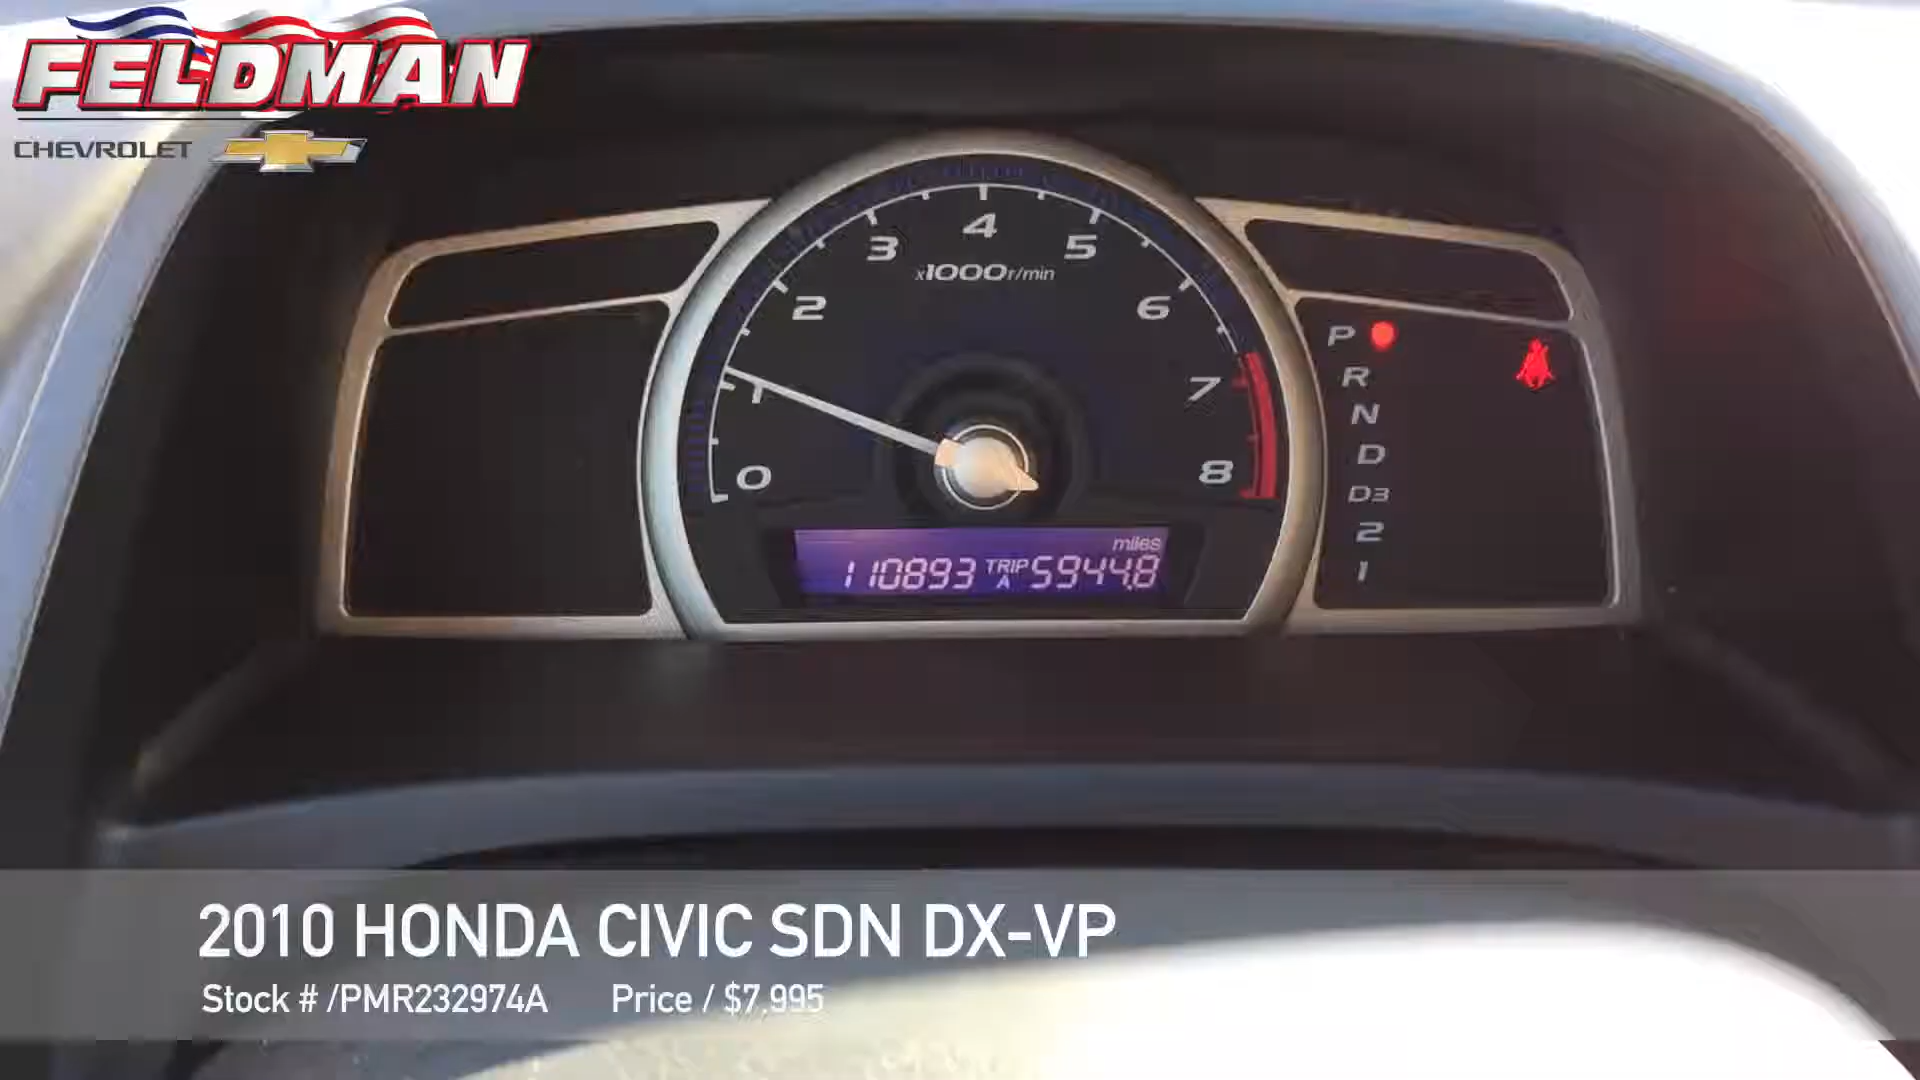 FELDMAN
CHEVROLET
0 1 2 3 4 5 6 7 8
x1000r/min
P
R
N
D
D3
2
1
miles
110893 TRIP A 5944.8
2010 HONDA CIVIC SDN DX-VP
Stock # /PMR232974A Price / $7,995